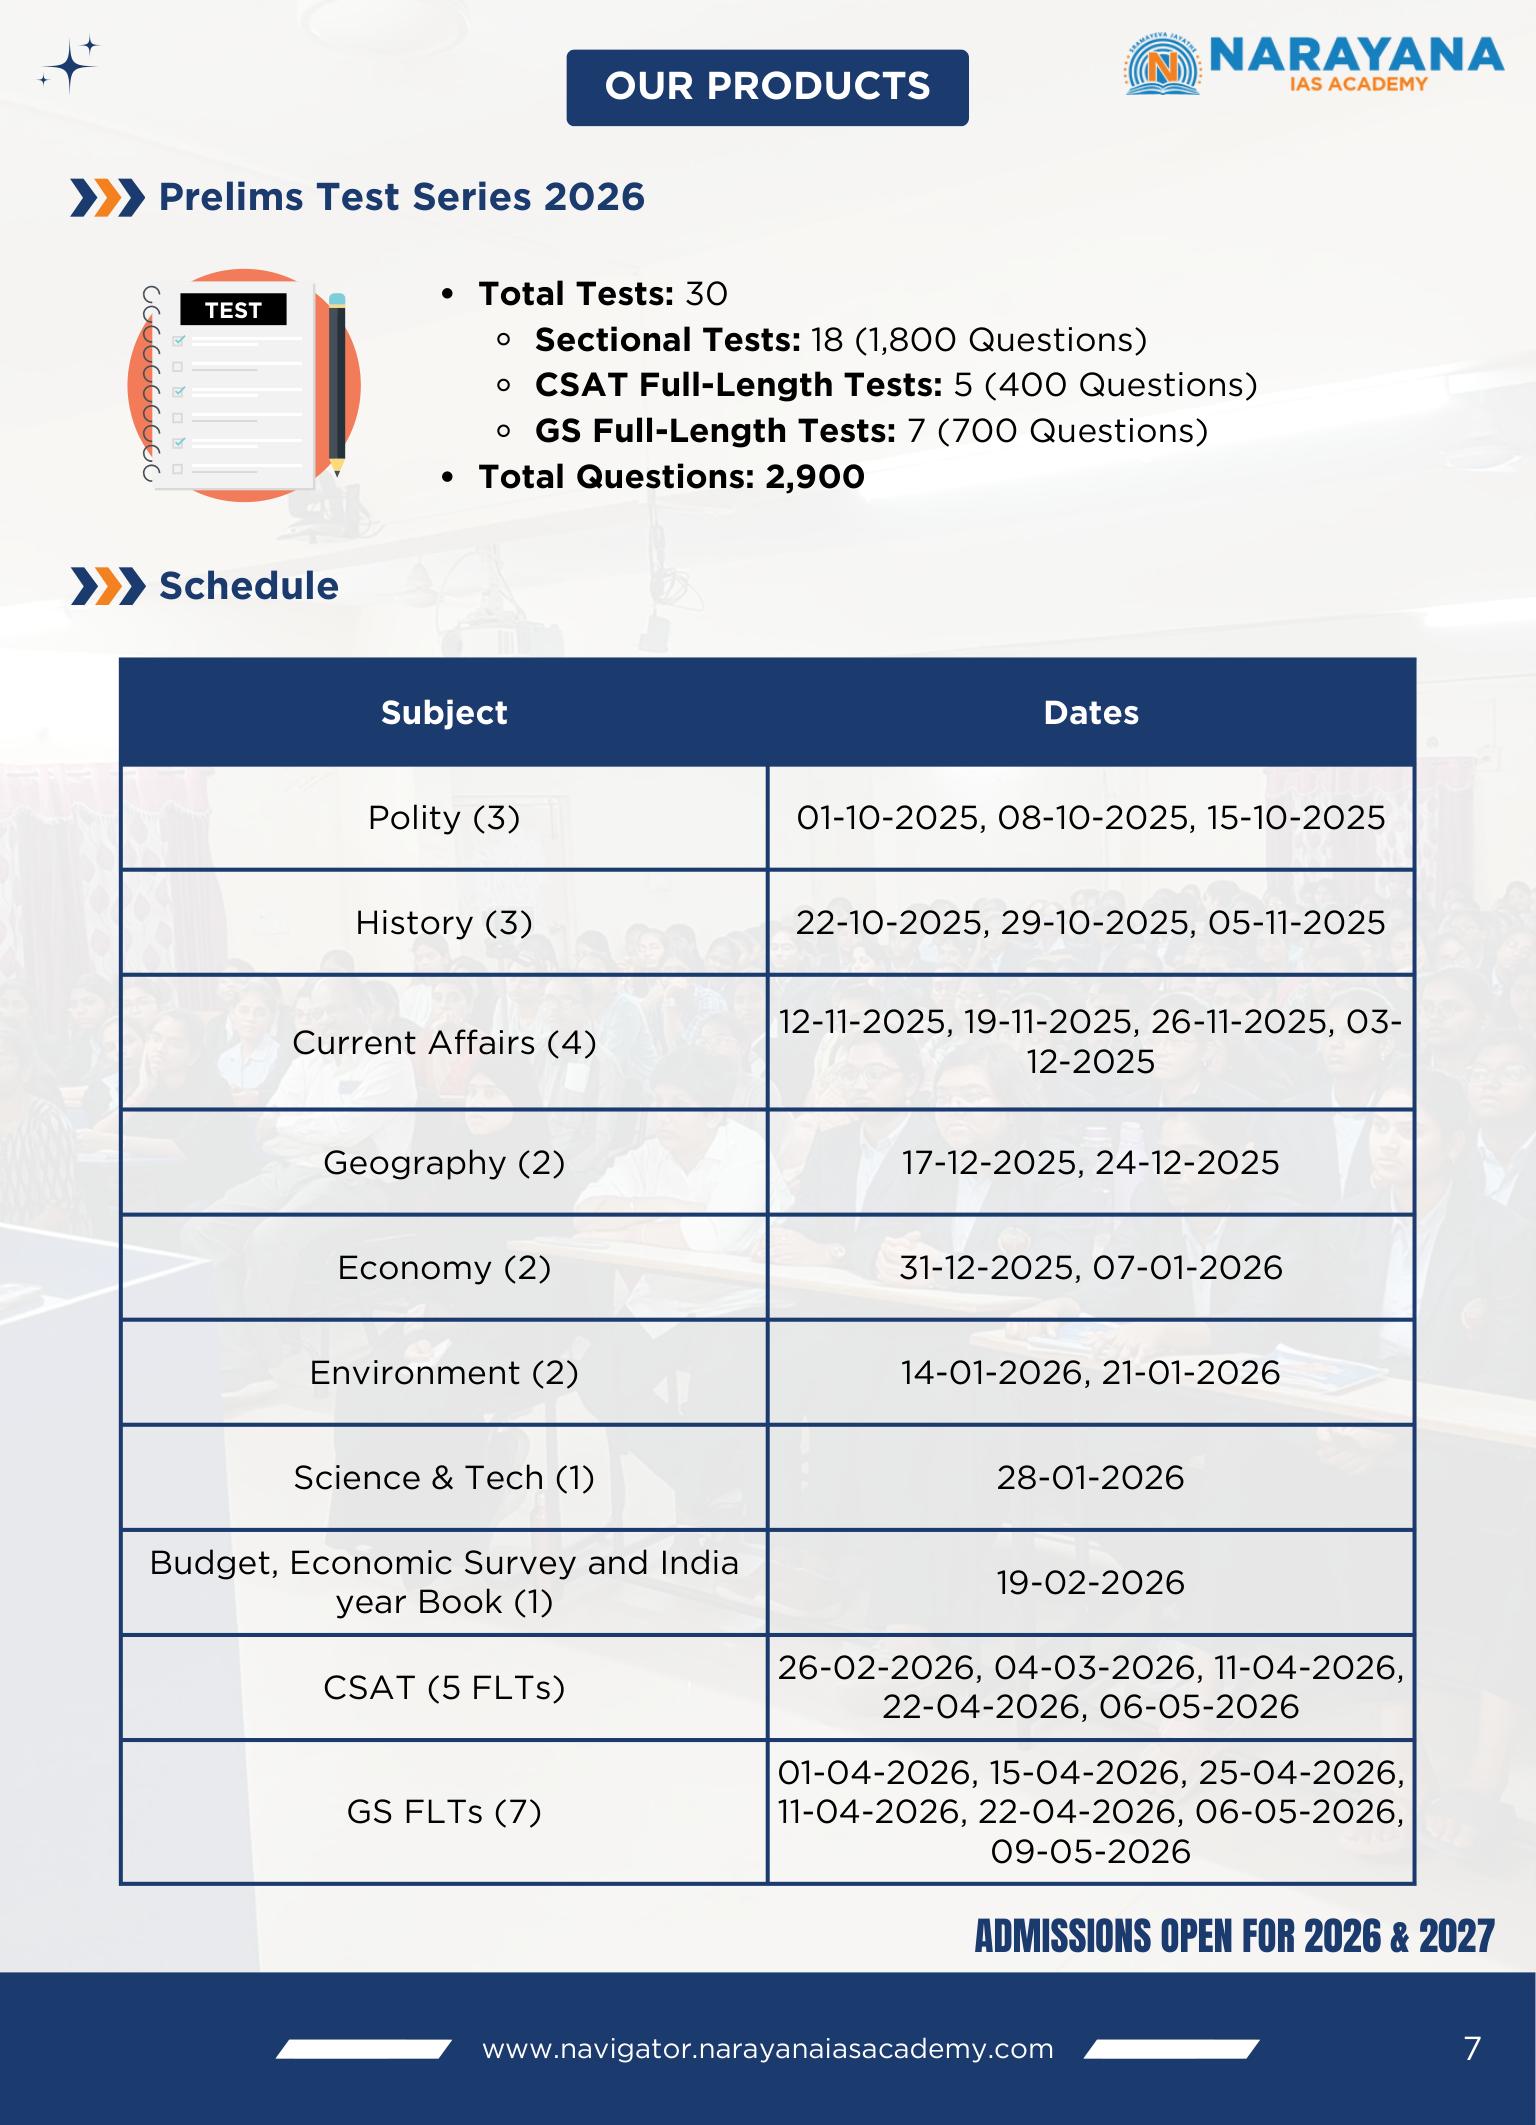 OUR PRODUCTS
SRAMAYEVA JAYATHE
N
NARAYANA
IAS ACADEMY
Prelims Test Series 2026
TEST
• Total Tests: 30
◦ Sectional Tests: 18 (1,800 Questions)
◦ CSAT Full-Length Tests: 5 (400 Questions)
◦ GS Full-Length Tests: 7 (700 Questions)
• Total Questions: 2,900
Schedule
Subject Dates
Polity (3) 01-10-2025, 08-10-2025, 15-10-2025
History (3) 22-10-2025, 29-10-2025, 05-11-2025
Current Affairs (4) 12-11-2025, 19-11-2025, 26-11-2025, 03-
12-2025
Geography (2) 17-12-2025, 24-12-2025
Economy (2) 31-12-2025, 07-01-2026
Environment (2) 14-01-2026, 21-01-2026
Science & Tech (1) 28-01-2026
Budget, Economic Survey and India
year Book (1) 19-02-2026
CSAT (5 FLTs) 26-02-2026, 04-03-2026, 11-04-2026,
22-04-2026, 06-05-2026
GS FLTs (7) 01-04-2026, 15-04-2026, 25-04-2026,
11-04-2026, 22-04-2026, 06-05-2026,
09-05-2026
ADMISSIONS OPEN FOR 2026 & 2027
www.navigator.narayanaiasacademy.com
7